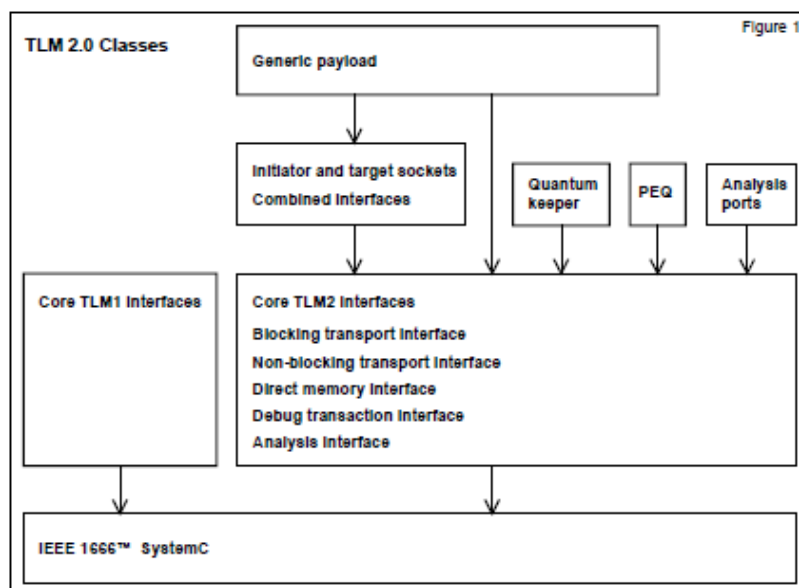 Figure 1
TLM 2.0 Classes
Generic payload
Initiator and target sockets
Combined interfaces
Quantum
keeper
PEQ
Analysis
ports
Core TLM1 Interfaces
Core TLM2 Interfaces
Blocking transport interface
Non-blocking transport interface
Direct memory interface
Debug transaction interface
Analysis interface
IEEE 1666™ SystemC